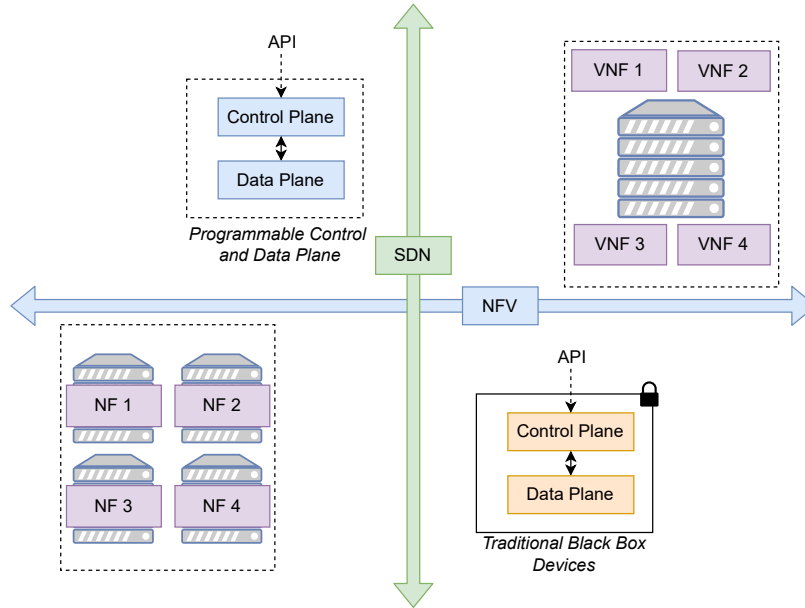 API
Control Plane
Data Plane
Programmable Control
and Data Plane
VNF 1
VNF 2
VNF 3
VNF 4
SDN
NFV
NF 1
NF 2
NF 3
NF 4
API
Control Plane
Data Plane
Traditional Black Box
Devices